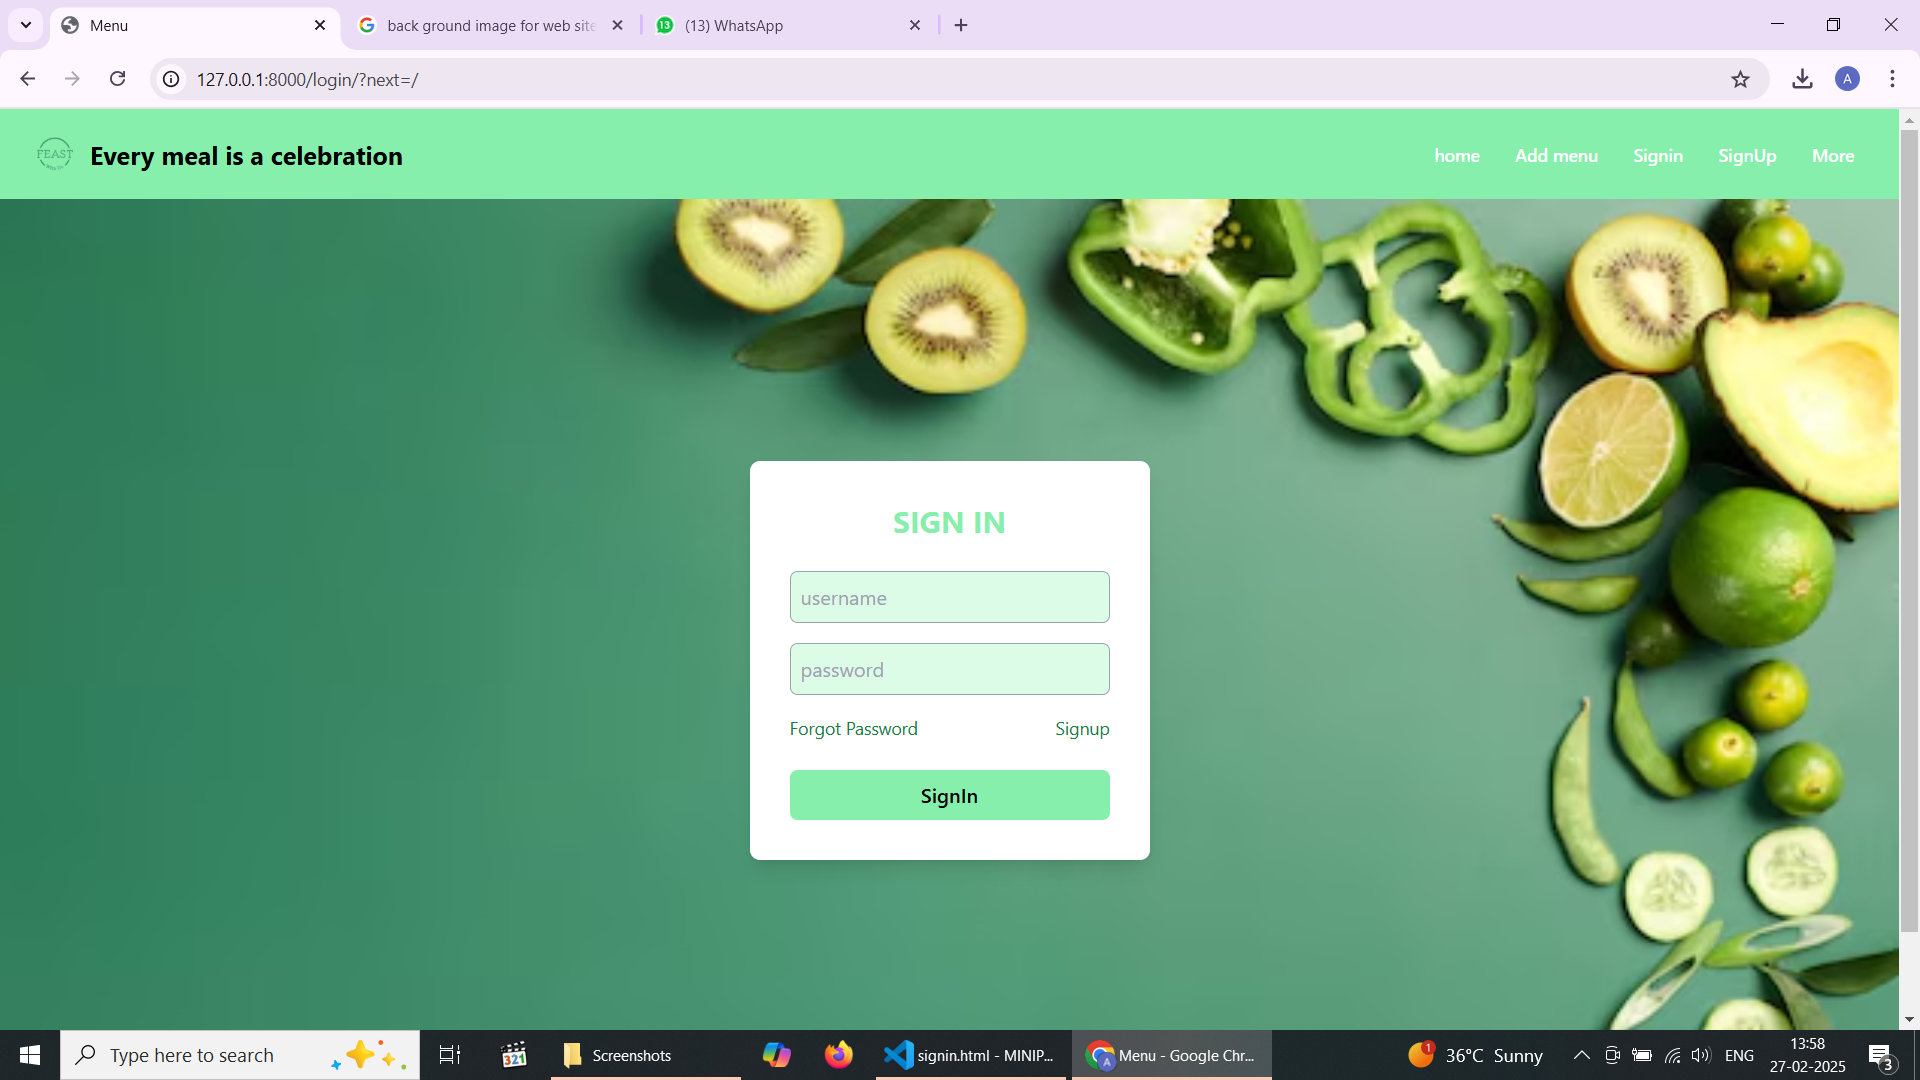 Menu
back ground image for web site
(13) WhatsApp
127.0.0.1:8000/login/?next=/
A
FEAST
Every meal is a celebration
home
Add menu
Signin
SignUp
More
SIGN IN
username
password
Forgot Password
Signup
SignIn
Type here to search
321
Screenshots
signin.html - MINIP...
Menu - Google Chr...
1
36°C Sunny
ENG
13:58
27-02-2025
3